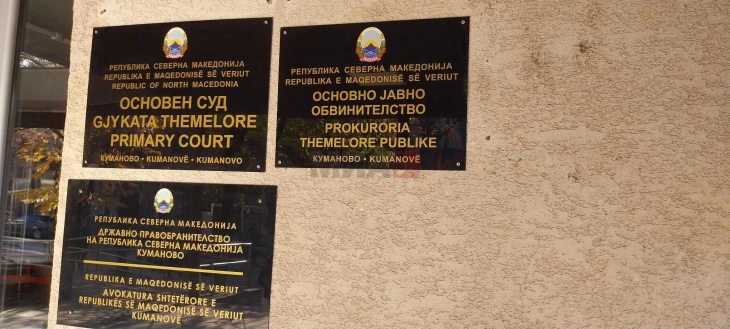 РЕПУБЛИКА СЕВЕРНА МАКЕДОНИЈА
REPUBLIKA E MAQEDONISË SË VERIUT
REPUBLIC OF NORTH MACEDONIA
ОСНОВЕН СУД
GJYKATA THEMELORE
PRIMARY COURT
КУМАНОВО • KUMANOVË • KUMANOVO
РЕПУБЛИКА СЕВЕРНА МАКЕДОНИЈА
REPUBLIKA E MAQEDONISË SË VERIUT
ОСНОВНО ЈАВНО
ОБВИНИТЕЛСТВО
PROKURORIA
THEMELORE PUBLIKE
КУМАНОВО • KUMANOVË
РЕПУБЛИКА СЕВЕРНА МАКЕДОНИЈА
ДРЖАВНО ПРАВОБРАНИТЕЛСТВО
НА РЕПУБЛИКА СЕВЕРНА МАКЕДОНИЈА
КУМАНОВО
REPUBLIKA E MAQEDONISË SË VERIUT
AVOKATURA SHTETËRORE E
REPUBLIKËS SË MAQEDONISË SË VERIUT
KUMANOVË